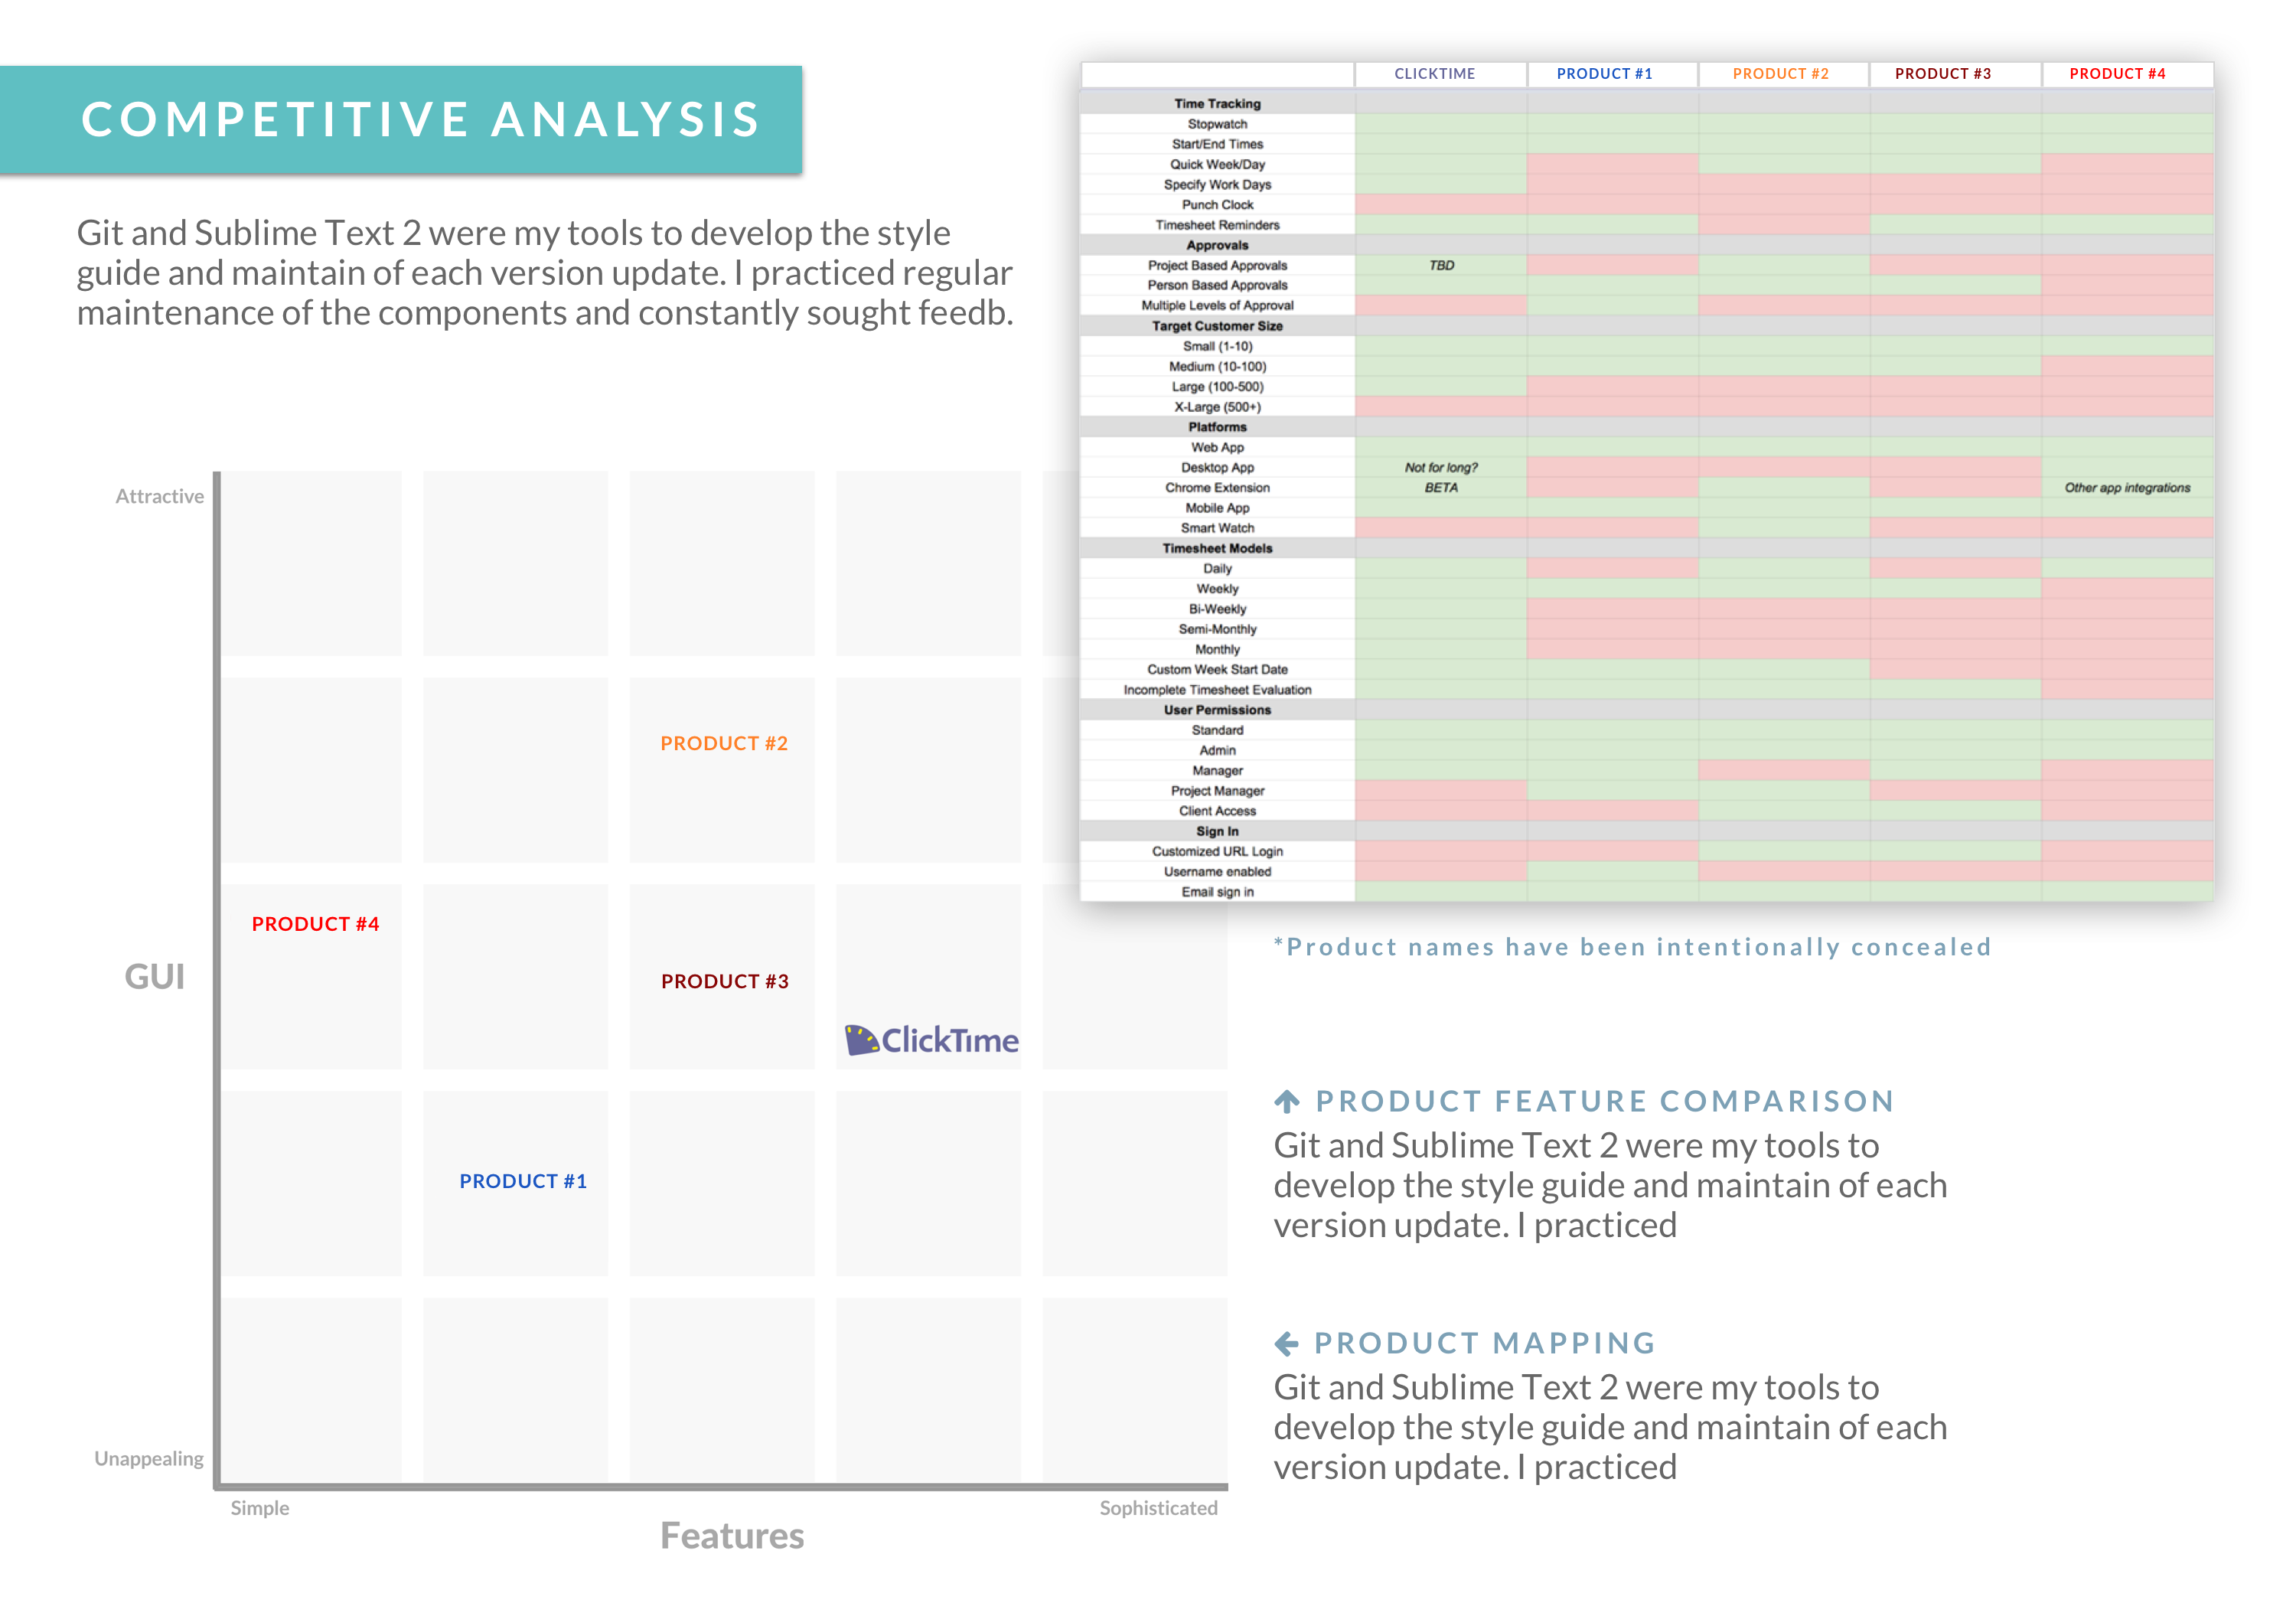 COMPETITIVE ANALYSIS
Git and Sublime Text 2 were my tools to develop the style
guide and maintain of each version update. I practiced regular
maintenance of the components and constantly sought feedb.
CLICKTIME PRODUCT #1 PRODUCT #2 PRODUCT #3 PRODUCT #4
Time Tracking
Stopwatch
Start/End Times
Quick Week/Day
Specify Work Days
Punch Clock
Timesheet Reminders
Approvals
Project Based Approvals TBD
Person Based Approvals
Multiple Levels of Approval
Target Customer Size
Small (1-10)
Medium (10-100)
Large (100-500)
X-Large (500+)
Platforms
Web App
Desktop App Not for long?
Chrome Extension BETA Other app integrations
Mobile App
Smart Watch
Timesheet Models
Daily
Weekly
Bi-Weekly
Semi-Monthly
Monthly
Custom Week Start Date
Incomplete Timesheet Evaluation
User Permissions
Standard
Admin
Manager
Project Manager
Client Access
Sign In
Customized URL Login
Username enabled
Email sign in
*Product names have been intentionally concealed
Attractive
PRODUCT #2
PRODUCT #4
GUI
PRODUCT #3
ClickTime
PRODUCT #1
Unappealing
Simple Sophisticated
Features
PRODUCT FEATURE COMPARISON
Git and Sublime Text 2 were my tools to
develop the style guide and maintain of each
version update. I practiced
PRODUCT MAPPING
Git and Sublime Text 2 were my tools to
develop the style guide and maintain of each
version update. I practiced